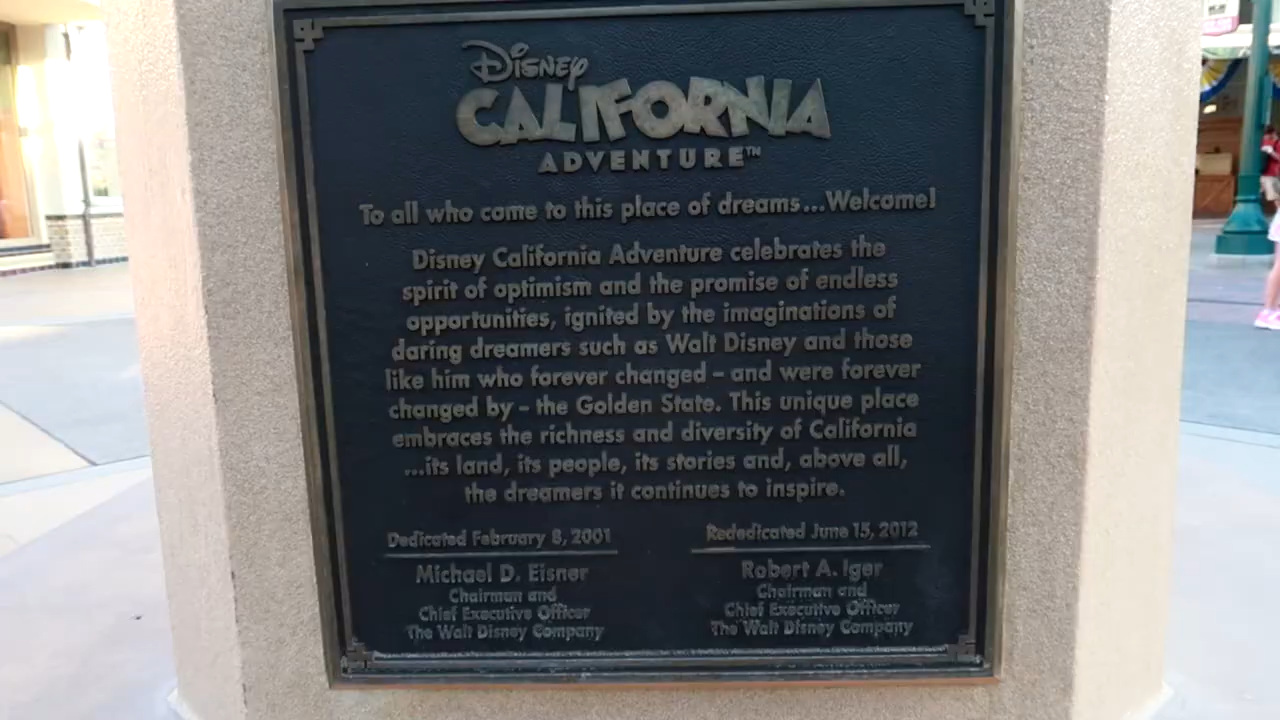 Disney
CALIFORNIA
ADVENTURE™
To all who come to this place of dreams...Welcome!
Disney California Adventure celebrates the
spirit of optimism and the promise of endless
opportunities, ignited by the imaginations of
daring dreamers such as Walt Disney and those
like him who forever changed – and were forever
changed by – the Golden State. This unique place
embraces the richness and diversity of California
...its land, its people, its stories and, above all,
the dreamers it continues to inspire.
Dedicated February 8, 2001
Michael D. Eisner
Chairman and
Chief Executive Officer
The Walt Disney Company
Rededicated June 15, 2012
Robert A. Iger
Chairman and
Chief Executive Officer
The Walt Disney Company